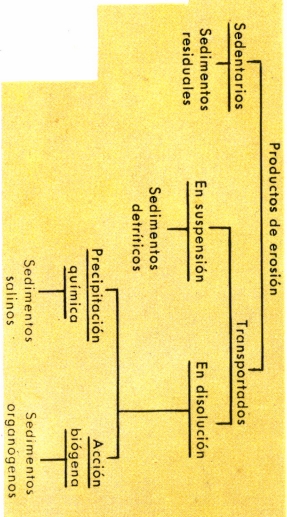 Productos de erosión
Sedentarios
Sedimentos
residuales
Transportados
En suspensión
Sedimentos
detríticos
En disolución
Precipitación
química
Sedimentos
salinos
Acción
biógena
Sedimentos
organógenos